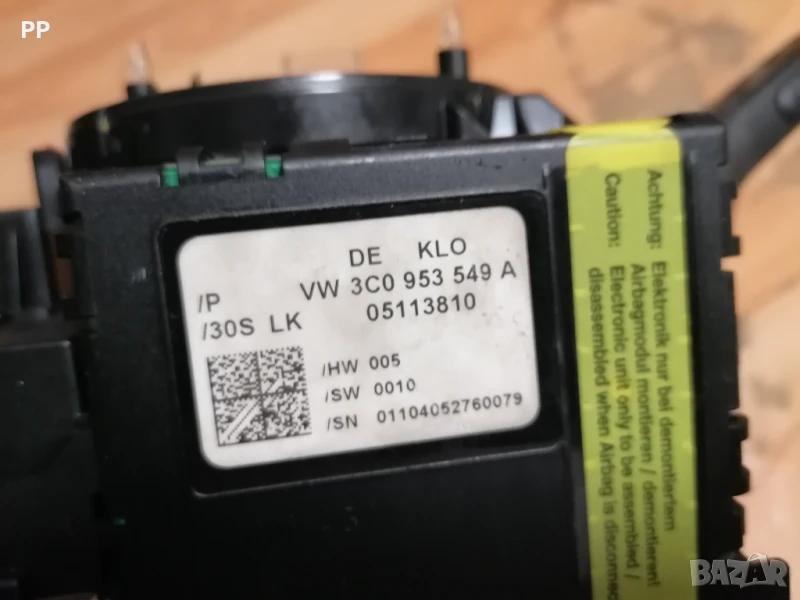 PP
DE KLO
/P VW 3C0 953 549 A
/30S LK 05113810
/HW 005
/SW 0010
/SN 01104052760079
Achtung: Elektronik nur bei demontiertem
Airbagmodul montieren / demontieren!
Caution: Electronic unit only to be assembled /
disassembled when Airbag is
BAZAR